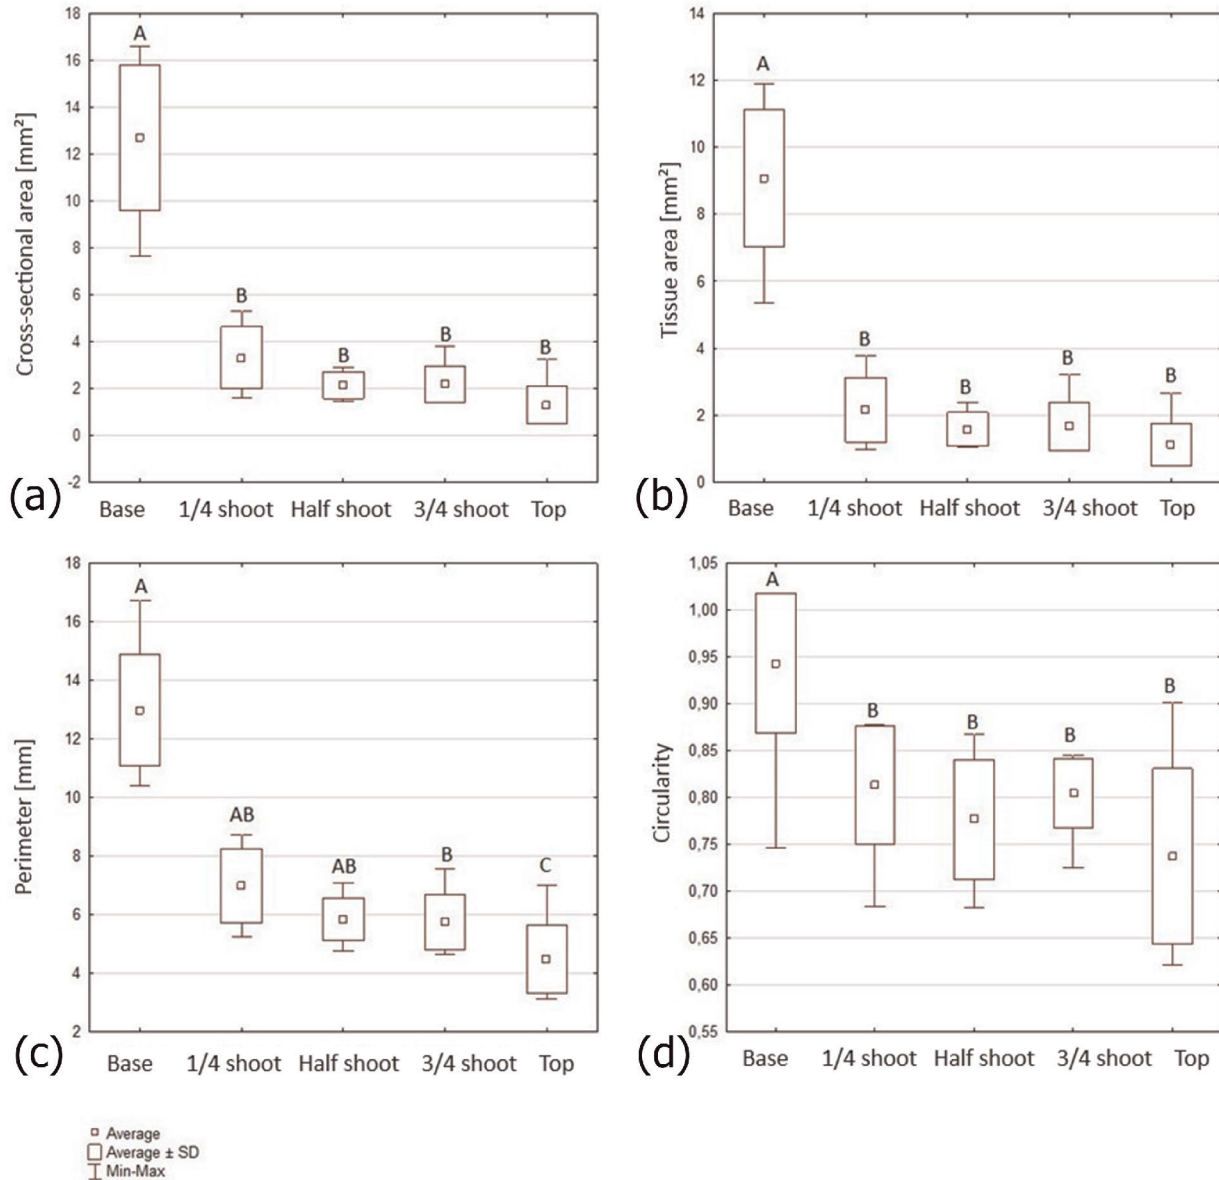 18
16
14
12
10
8
6
4
2
0
-2
Cross-sectional area [mm²]
A
B
B
B
B
(a)
Base 1/4 shoot Half shoot 3/4 shoot Top
14
12
10
8
6
4
2
0
Tissue area [mm²]
A
B
B
B
B
(b)
Base 1/4 shoot Half shoot 3/4 shoot Top
18
16
14
12
10
8
6
4
2
Perimeter [mm]
A
AB
AB
B
C
(c)
Base 1/4 shoot Half shoot 3/4 shoot Top
1,05
1,00
0,95
0,90
0,85
0,80
0,75
0,70
0,65
0,60
0,55
Circularity
A
B
B
B
B
(d)
Base 1/4 shoot Half shoot 3/4 shoot Top
Average
Average ± SD
Min-Max